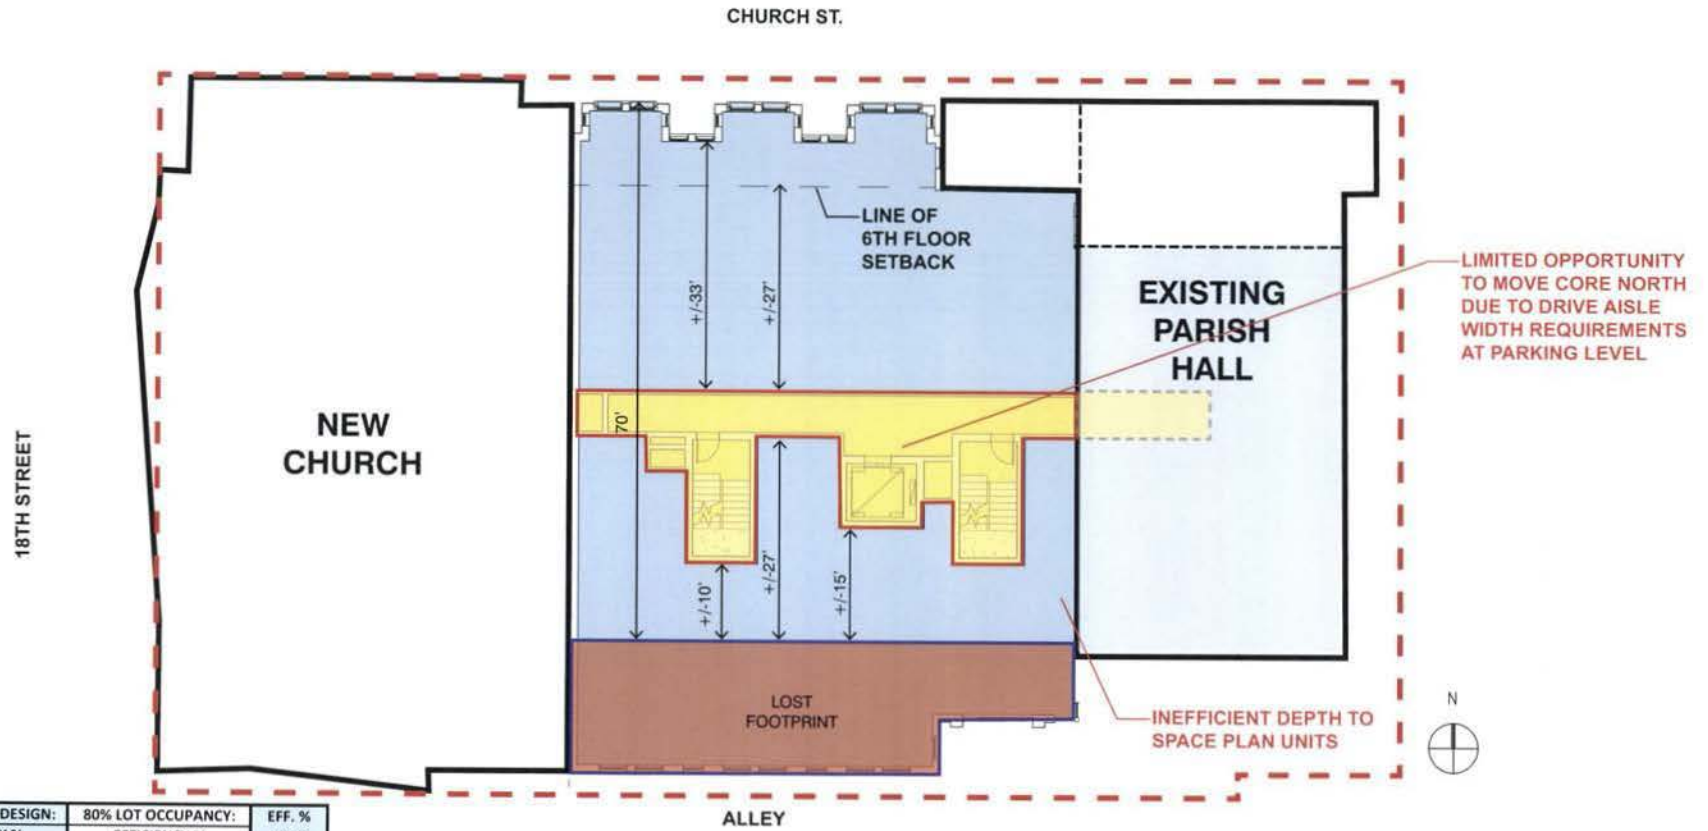 CHURCH ST.
LINE OF
6TH FLOOR
SETBACK
+/-33'
+/-27'
EXISTING
PARISH
HALL
LIMITED OPPORTUNITY
TO MOVE CORE NORTH
DUE TO DRIVE AISLE
WIDTH REQUIREMENTS
AT PARKING LEVEL
18TH STREET
NEW
CHURCH
70'
+/-10'
+/-27'
+/-15'
LOST
FOOTPRINT
INEFFICIENT DEPTH TO
SPACE PLAN UNITS
N
DESIGN: 80% LOT OCCUPANCY: EFF. %
ALLEY